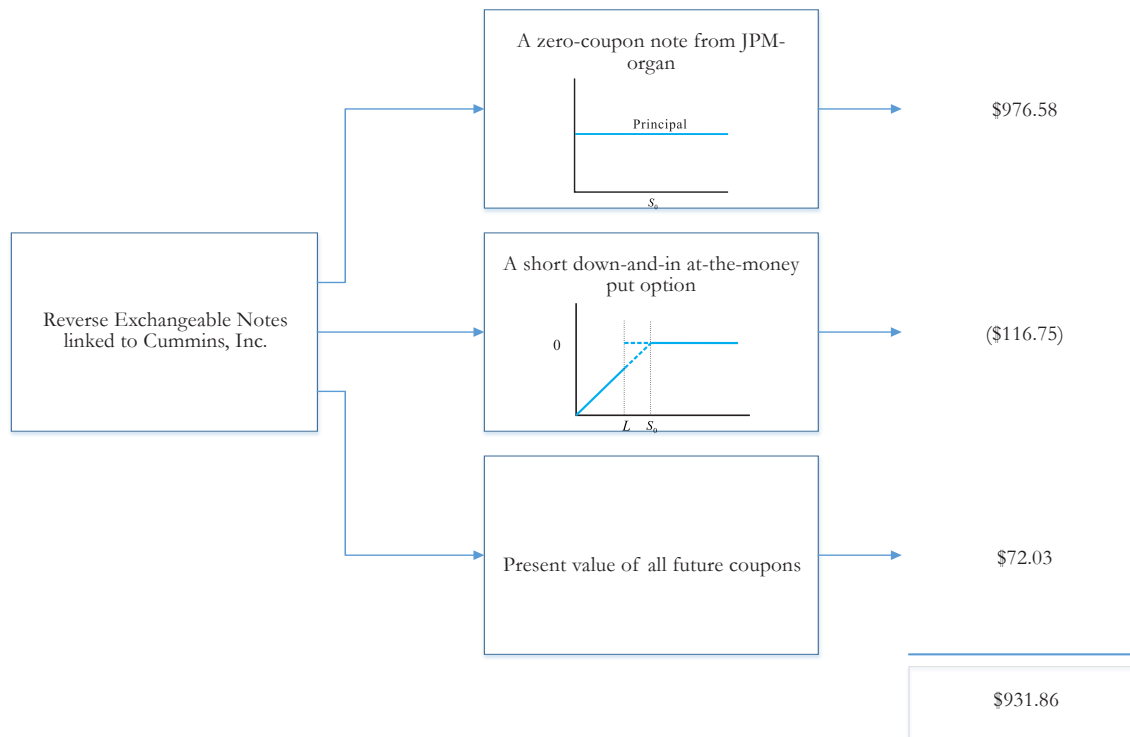 A zero-coupon note from JPM-
organ
Principal
S₀
$976.58
Reverse Exchangeable Notes
linked to Cummins, Inc.
A short down-and-in at-the-money
put option
0
L S₀
($116.75)
Present value of all future coupons
$72.03
$931.86